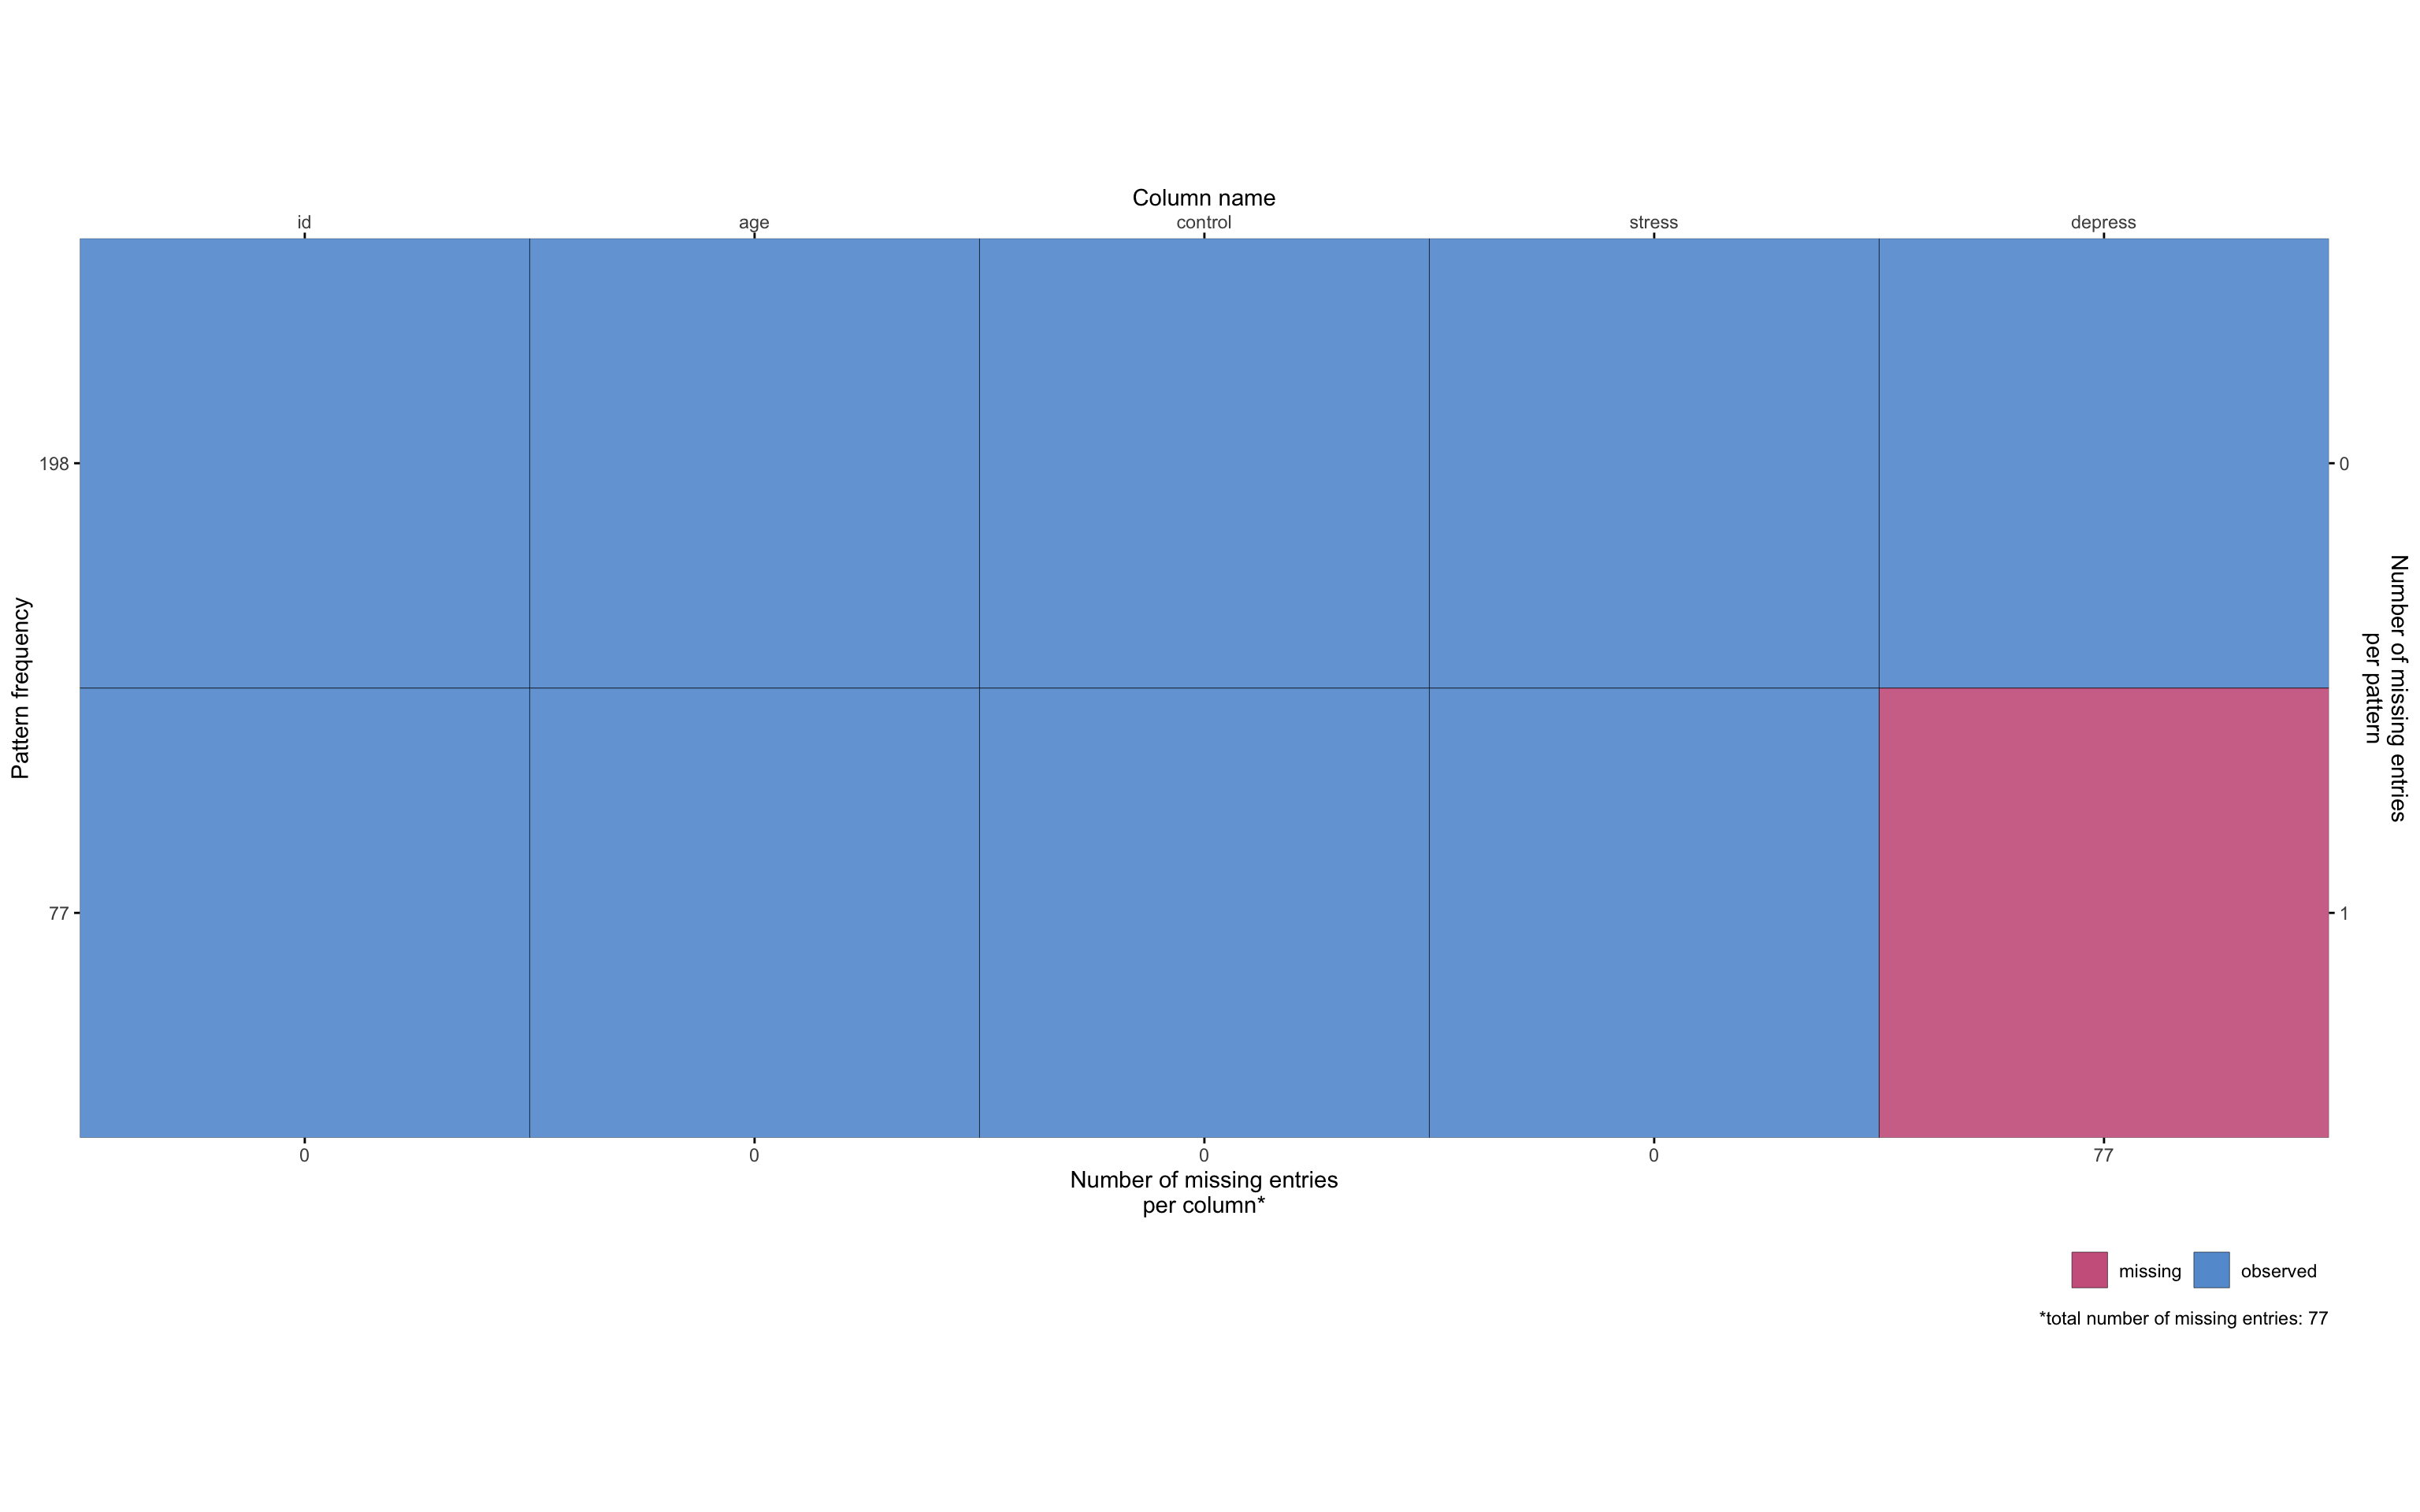 Column name
id age control stress depress
198
0
Pattern frequency
Number of missing entries
per pattern
77
1
0 0 0 0 77
Number of missing entries
per column*
missing observed
*total number of missing entries: 77